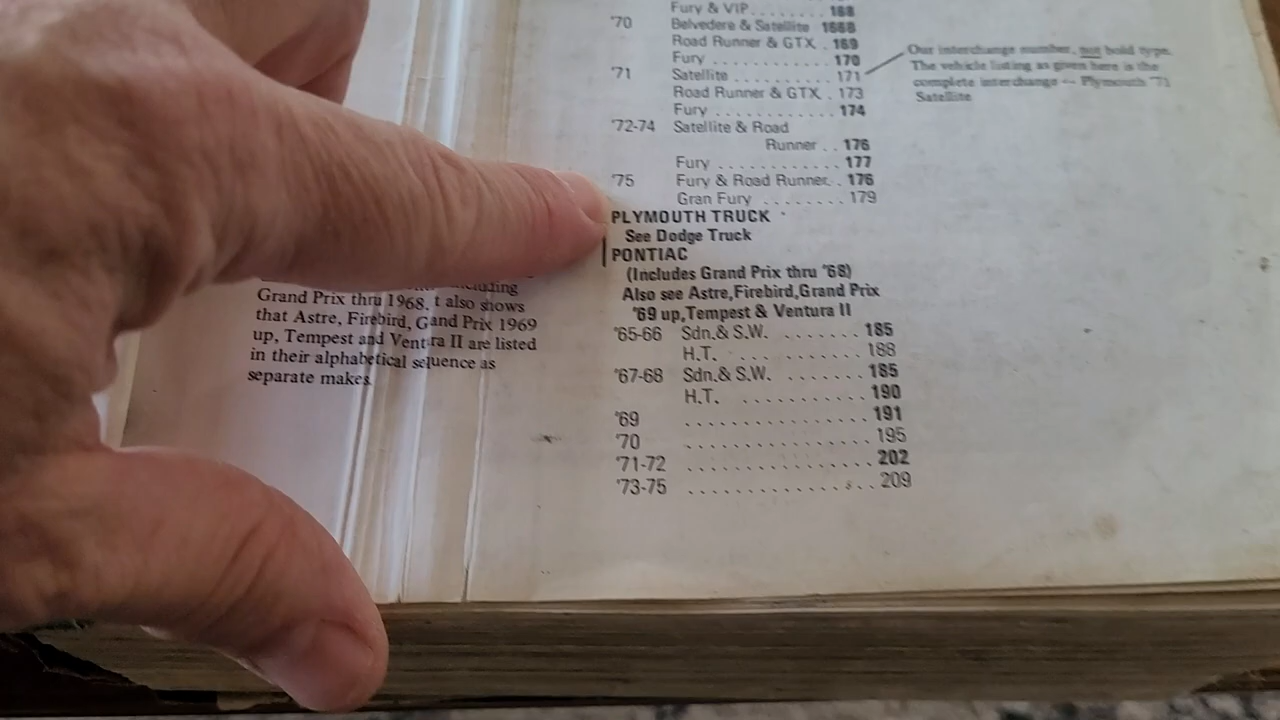 Fury & VIP........ 168
'70 Belvedere & Satellite 1668
Road Runner & GTX . 169
Fury ............ 170
'71 Satellite .......... 171
Road Runner & GTX. . 173
Fury ............ 174
'72-74 Satellite & Road
Runner . . 176
Fury ............ 177
'75 Fury & Road Runner. . 176
Gran Fury ........ 179
Our interchange number, not bold type.
The vehicle listing as given here is the
complete interchange -- Plymouth '71
Satellite
PLYMOUTH TRUCK
See Dodge Truck
PONTIAC
(Includes Grand Prix thru '68)
Also see Astre,Firebird,Grand Prix
'69 up,Tempest & Ventura II
'65-66 Sdn.& S.W. ........ 185
H.T. ............ 188
'67-68 Sdn.& S.W. ........ 185
H.T. ............ 190
'69 .................. 191
'70 .................. 195
'71-72 .................. 202
'73-75 .................. 209
including
Grand Prix thru 1968. t also shows
that Astre, Firebird, Gand Prix 1969
up, Tempest and Ventura II are listed
in their alphabetical sequence as
separate makes.